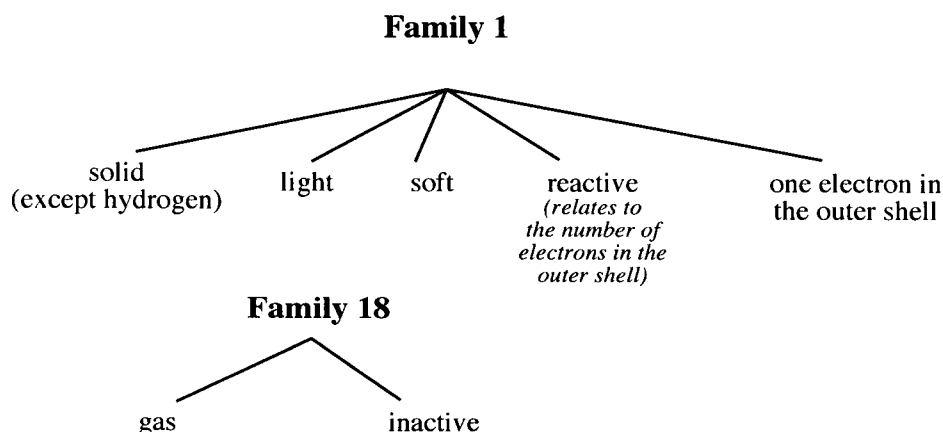 Family 1
solid
(except hydrogen)
light
soft
reactive
(relates to
the number of
electrons in the
outer shell)
one electron in
the outer shell
Family 18
gas
inactive